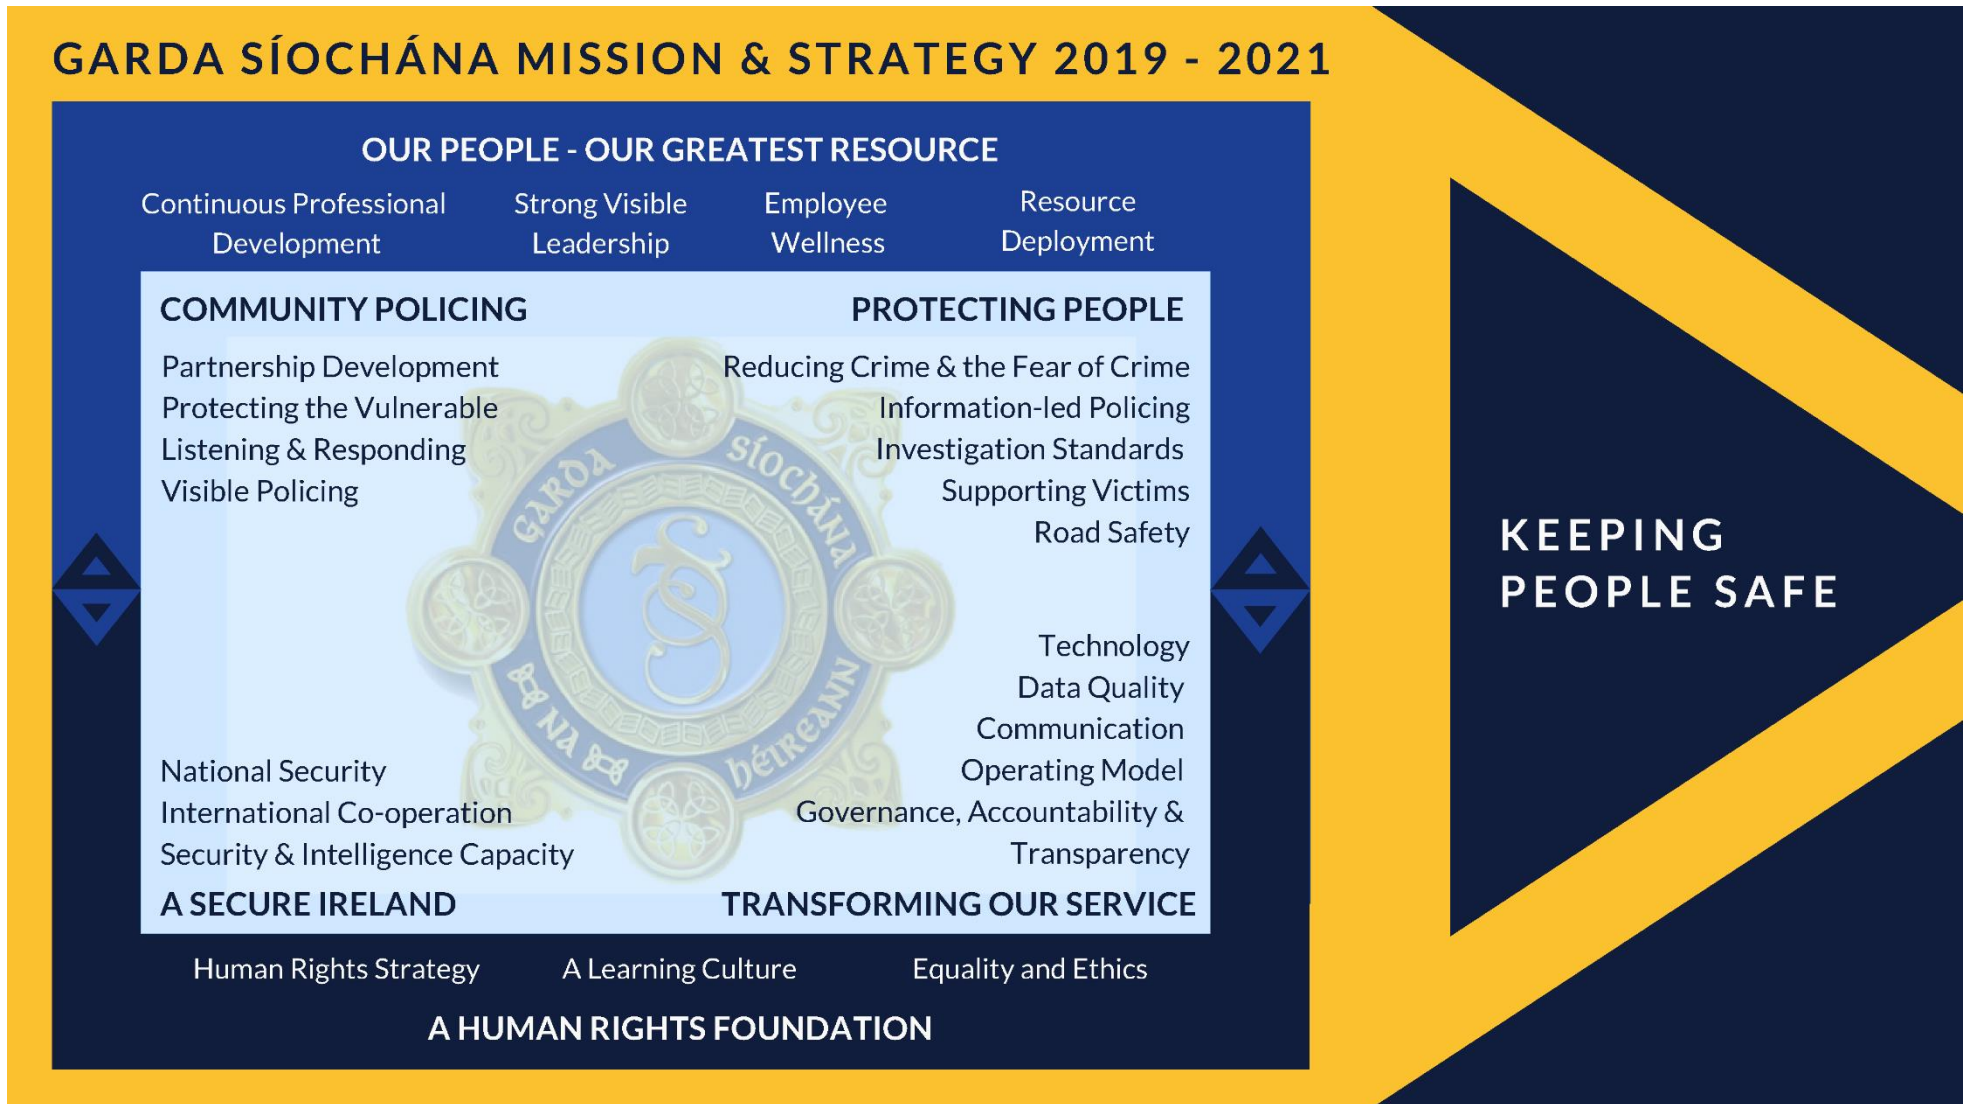 GARDA SÍOCHÁNA MISSION & STRATEGY 2019 - 2021
OUR PEOPLE - OUR GREATEST RESOURCE
Continuous Professional
Development
Strong Visible
Leadership
Employee
Wellness
Resource
Deployment
COMMUNITY POLICING
Partnership Development
Protecting the Vulnerable
Listening & Responding
Visible Policing
PROTECTING PEOPLE
Reducing Crime & the Fear of Crime
Information-led Policing
Investigation Standards
Supporting Victims
Road Safety
GARDA
SÍOCHÁNA
NA
hÉIREANN
National Security
International Co-operation
Security & Intelligence Capacity
A SECURE IRELAND
Technology
Data Quality
Communication
Operating Model
Governance, Accountability &
Transparency
TRANSFORMING OUR SERVICE
Human Rights Strategy
A Learning Culture
Equality and Ethics
A HUMAN RIGHTS FOUNDATION
KEEPING
PEOPLE SAFE